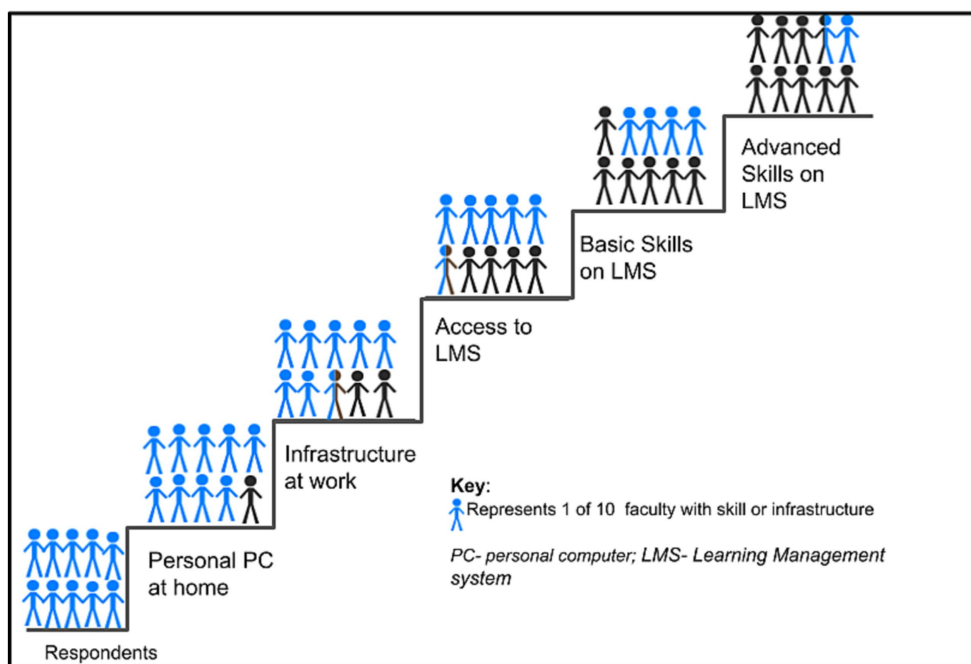 Advanced
Skills on
LMS
Basic Skills
on LMS
Access to
LMS
Infrastructure
at work
Personal PC
at home
Respondents
Key:
Represents 1 of 10 faculty with skill or infrastructure
PC- personal computer; LMS- Learning Management
system